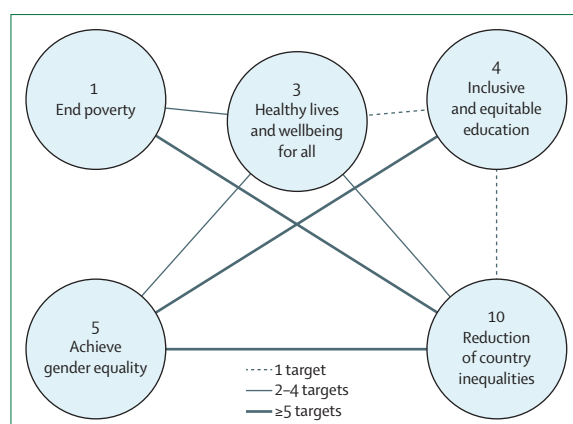 1
End poverty
3
Healthy lives
and wellbeing
for all
4
Inclusive
and equitable
education
5
Achieve
gender equality
10
Reduction
of country
inequalities
1 target
2–4 targets
≥5 targets